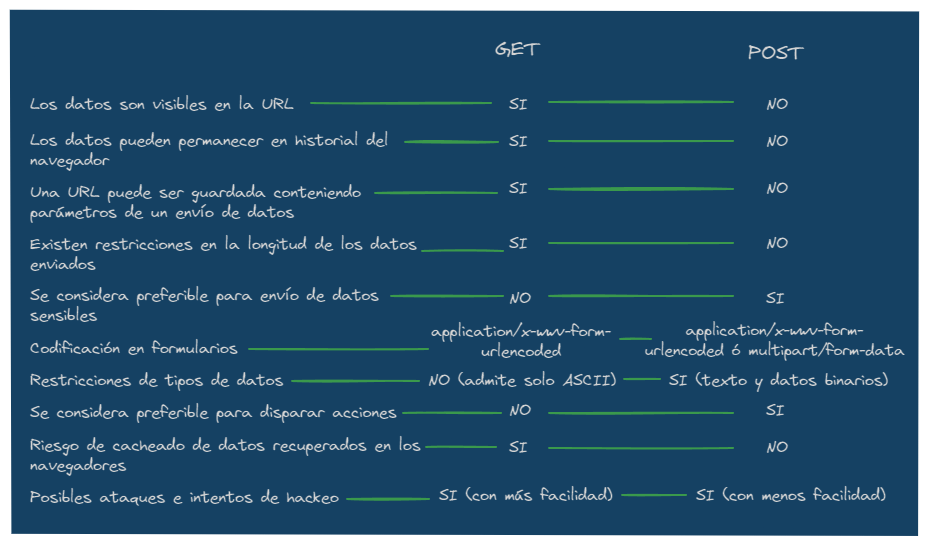 GET POST
Los datos son visibles en la URL SI NO
Los datos pueden permanecer en historial del
navegador SI NO
Una URL puede ser guardada conteniendo
parámetros de un envío de datos SI NO
Existen restricciones en la longitud de los datos
enviados SI NO
Se considera preferible para envío de datos
sensibles NO SI
Codificación en formularios
application/x-www-form-
urlencoded
application/x-www-form-
urlencoded ó multipart/form-data
Restricciones de tipos de datos NO (admite solo ASCII) SI (texto y datos binarios)
Se considera preferible para disparar acciones NO SI
Riesgo de cacheado de datos recuperados en los
navegadores SI NO
Posibles ataques e intentos de hackeo SI (con más facilidad) SI (con menos facilidad)